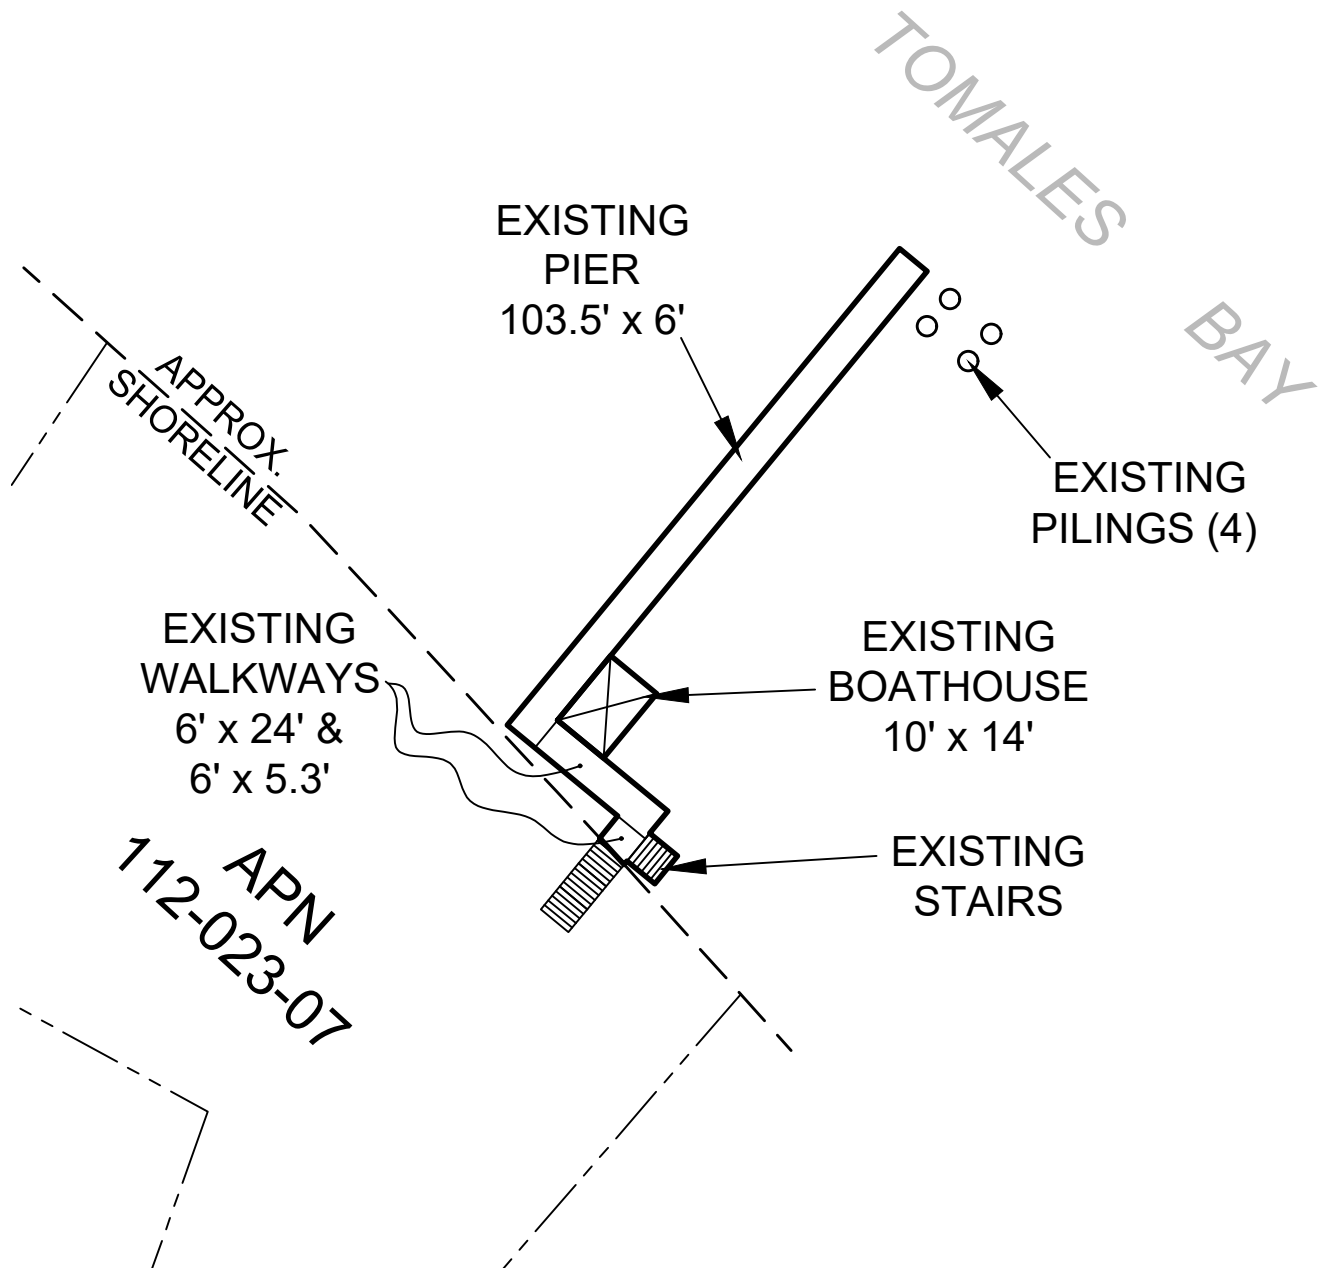 TOMALES
BAY
EXISTING
PIER
103.5' x 6'
APPROX.
SHORELINE
EXISTING
PILINGS (4)
EXISTING
WALKWAYS
6' x 24' &
6' x 5.3'
EXISTING
BOATHOUSE
10' x 14'
EXISTING
STAIRS
APN
112-023-07